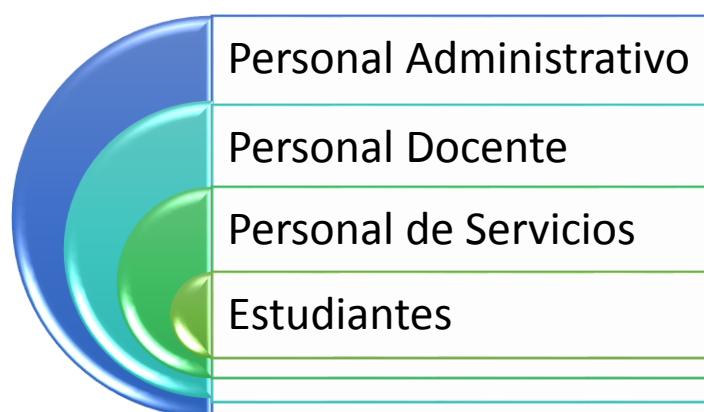 Personal Administrativo
Personal Docente
Personal de Servicios
Estudiantes